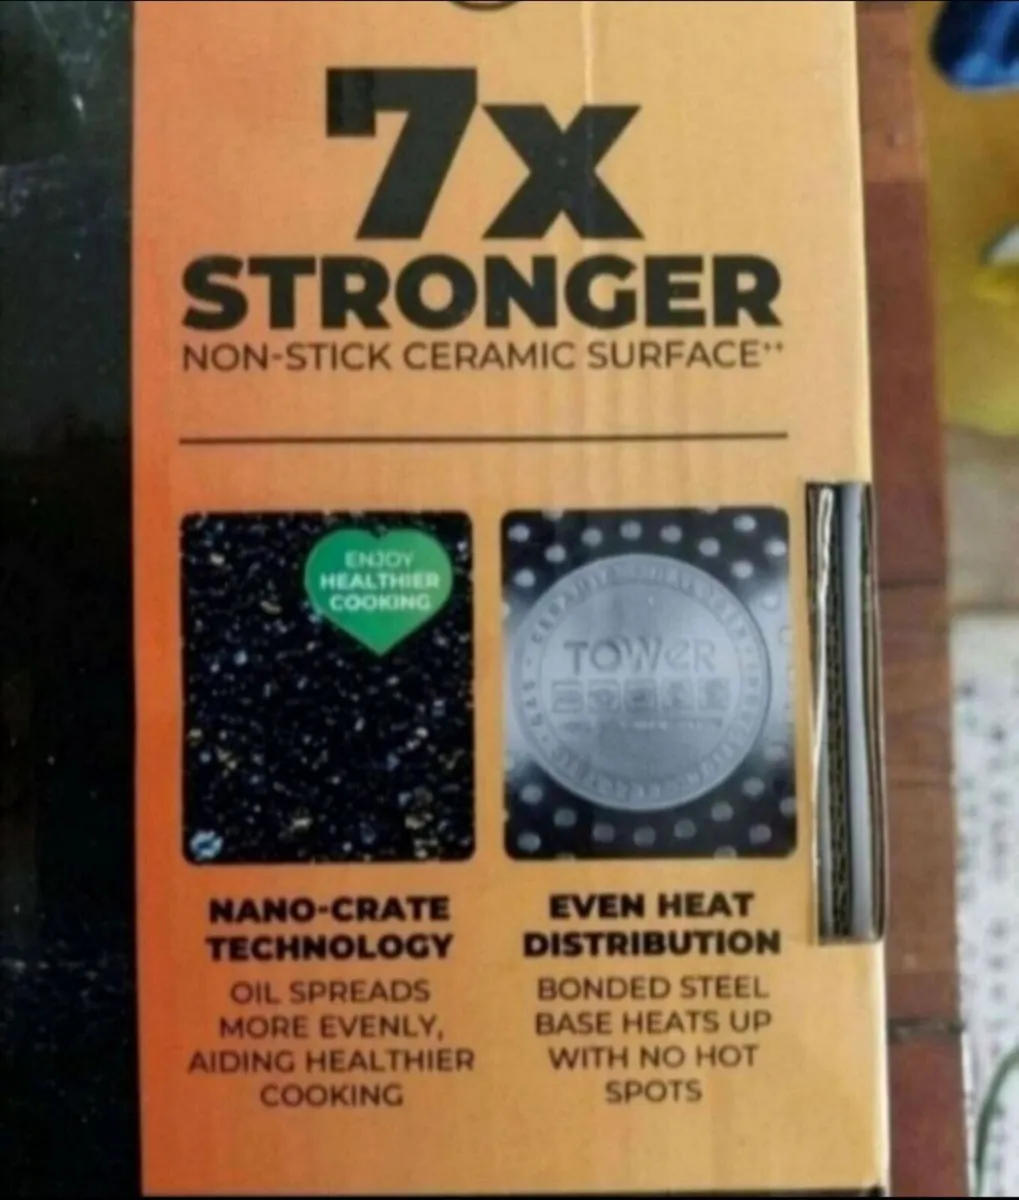 7x
STRONGER
NON-STICK CERAMIC SURFACE++
ENJOY
HEALTHIER
COOKING
TOWER
NANO-CRATE
TECHNOLOGY
OIL SPREADS
MORE EVENLY,
AIDING HEALTHIER
COOKING
EVEN HEAT
DISTRIBUTION
BONDED STEEL
BASE HEATS UP
WITH NO HOT
SPOTS